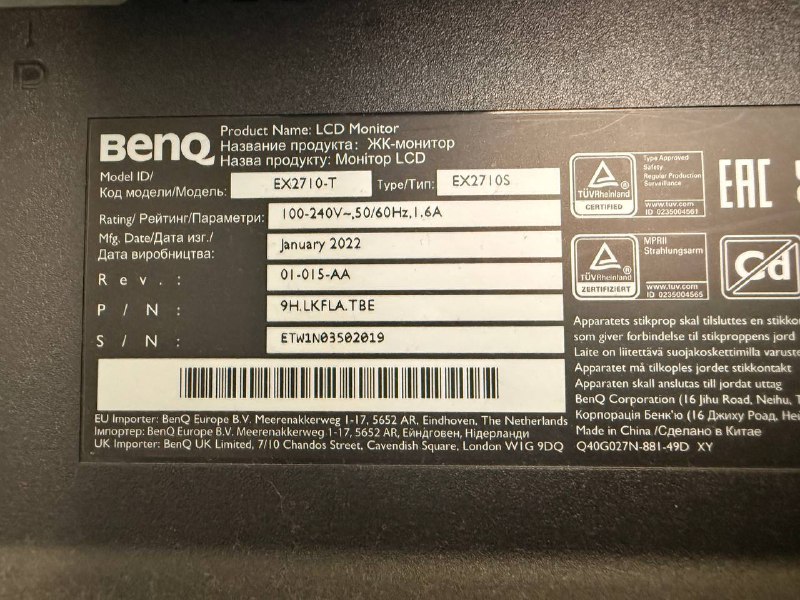 BenQ
Product Name: LCD Monitor
Название продукта: ЖК-монитор
Назва продукту: Монітор LCD
Model ID/
Код модели/Модель:
EX2710-T
Type/Тип:
EX2710S
Rating/ Рейтинг/Параметри:
100-240V~,50/60Hz,1.6A
Mfg. Date/Дата изг./
Дата виробництва:
January 2022
Rev.:
01-015-AA
P/N:
9H.LKFLA.TBE
S/N:
ETW1N03502019
EU Importer: BenQ Europe B.V. Meerenakkerweg 1-17, 5652 AR, Eindhoven, The Netherlands
Імпортер: BenQ Europe B.V. Meerenakkerweg 1-17, 5652 AR, Ейндговен, Нідерланди
UK Importer: BenQ UK Limited, 7/10 Chandos Street, Cavendish Square, London W1G 9DQ
TÜVRheinland
CERTIFIED
Type Approved
Safety
Regular Production
Surveillance
www.tuv.com
ID 0235004561
EAC
TÜVRheinland
ZERTIFIZIERT
MPRII
Strahlungsarm
www.tuv.com
ID 0235004565
Cd
Apparatets stikprop skal tilsluttes en stikko
som giver forbindelse til stikproppens jord
Laite on liitettävä suojakoskettimilla varuste
Apparatet må tilkoples jordet stikkontakt
Apparaten skall anslutas till jordat uttag
BenQ Corporation (16 Jihu Road, Neihu, T
Корпорація Бенк'ю (16 Джиху Роад, Не
Made in China /Сделано в Китае
Q40G027N-881-49D XY